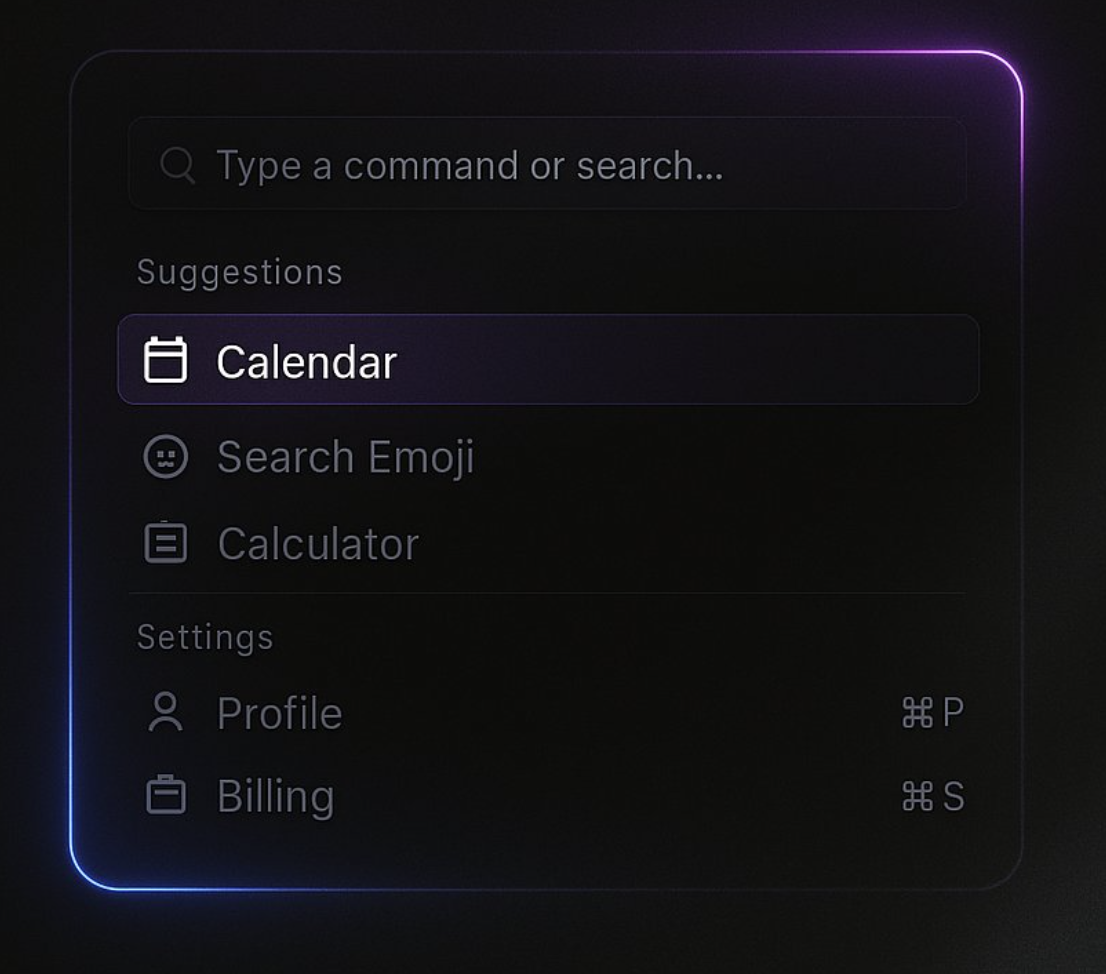 Type a command or search...
Suggestions
Calendar
Search Emoji
Calculator
Settings
Profile ⌘P
Billing ⌘S